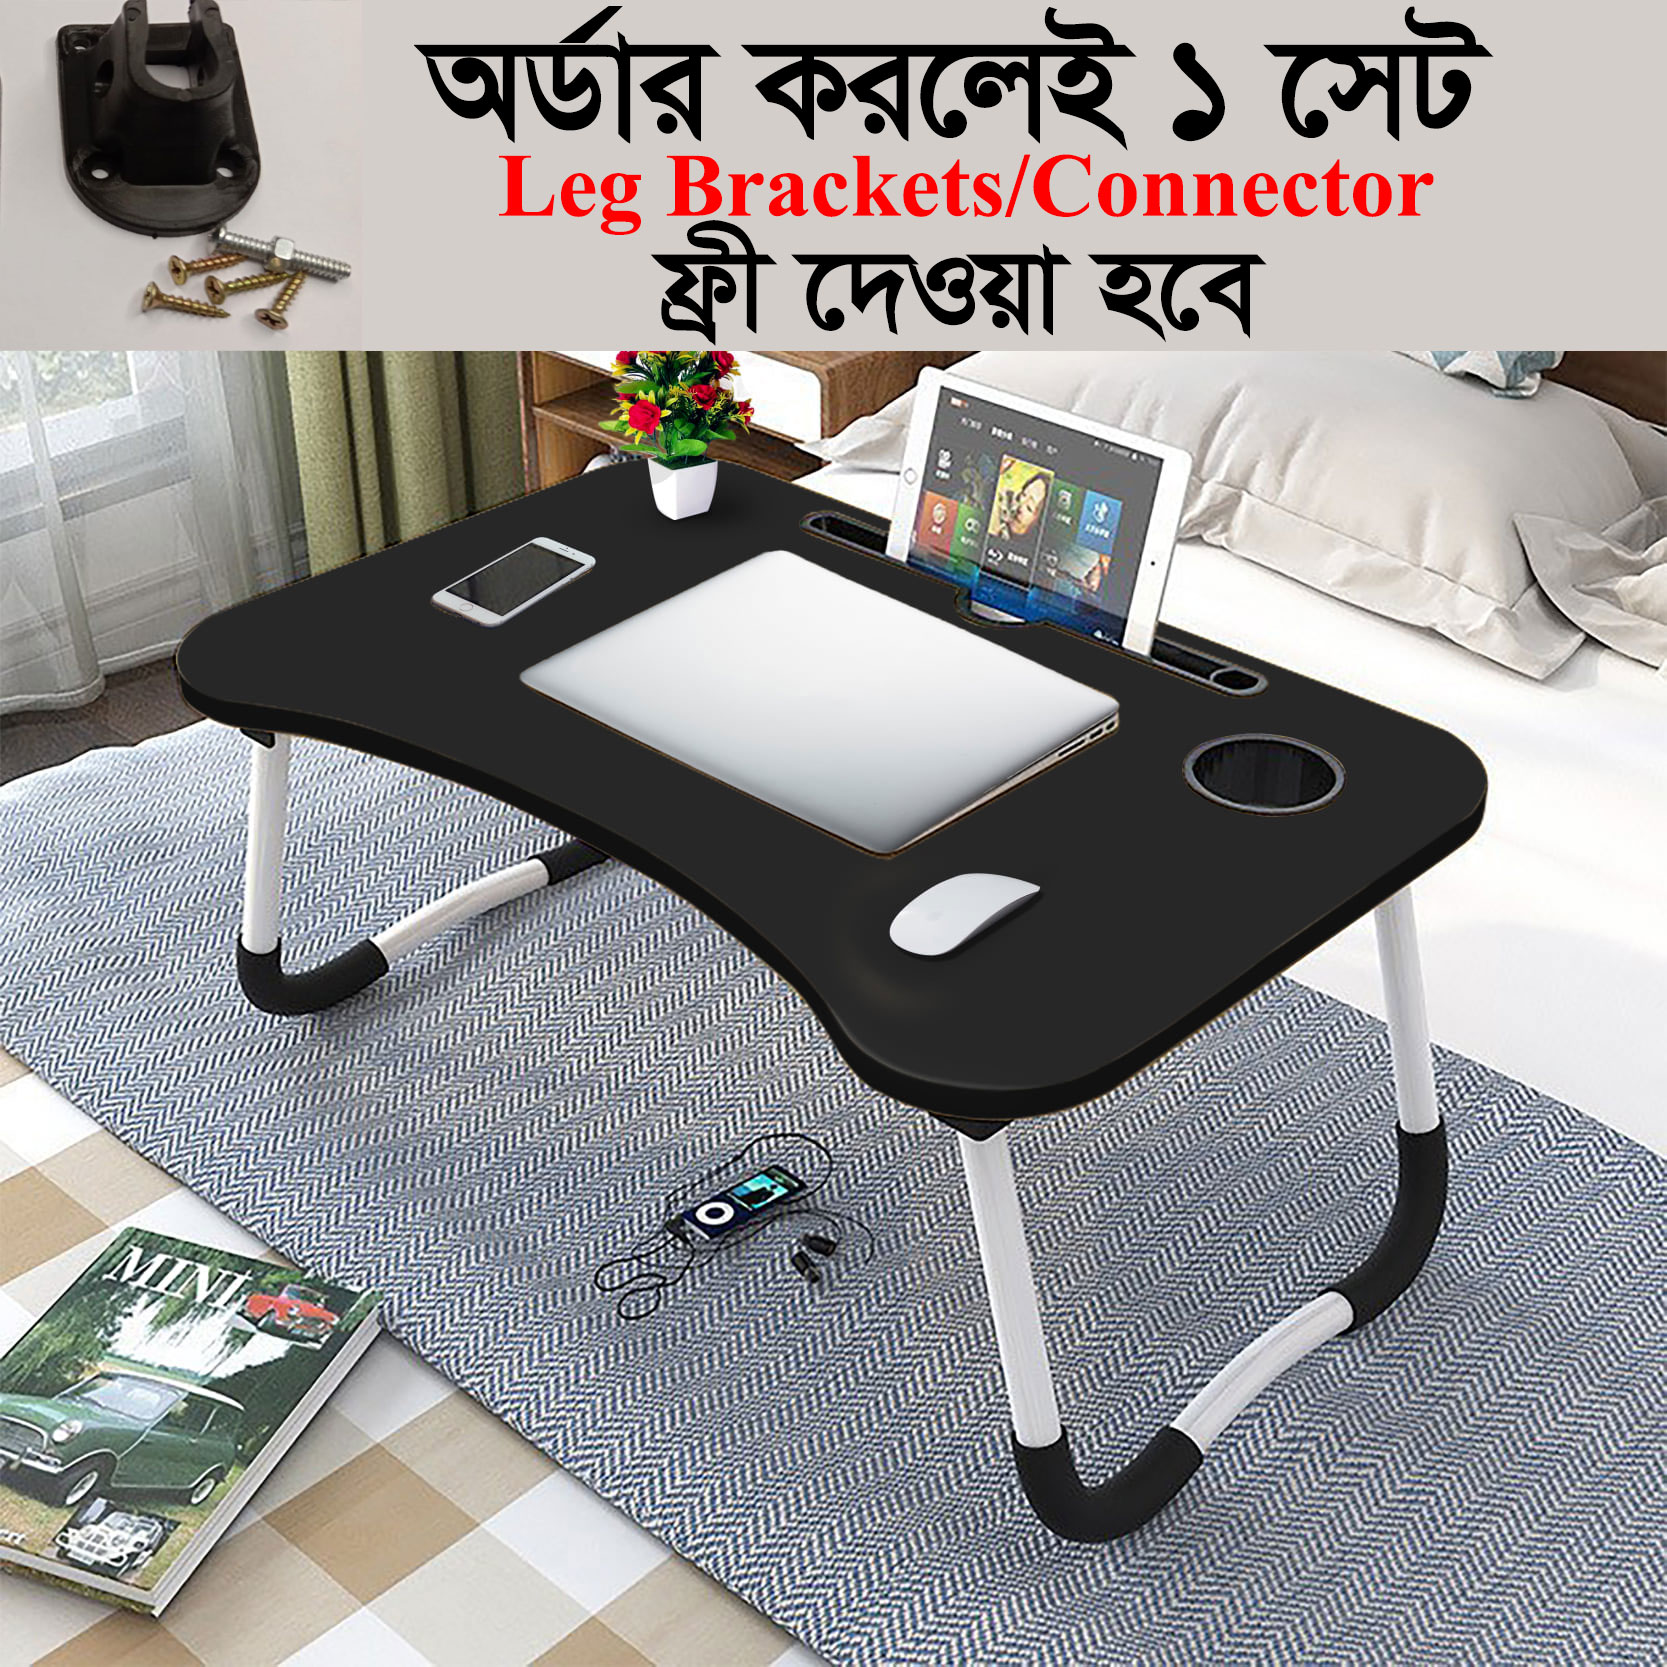 অর্ডার করলেই ১ সেট
Leg Brackets/Connector
ফ্রী দেওয়া হবে
MINI